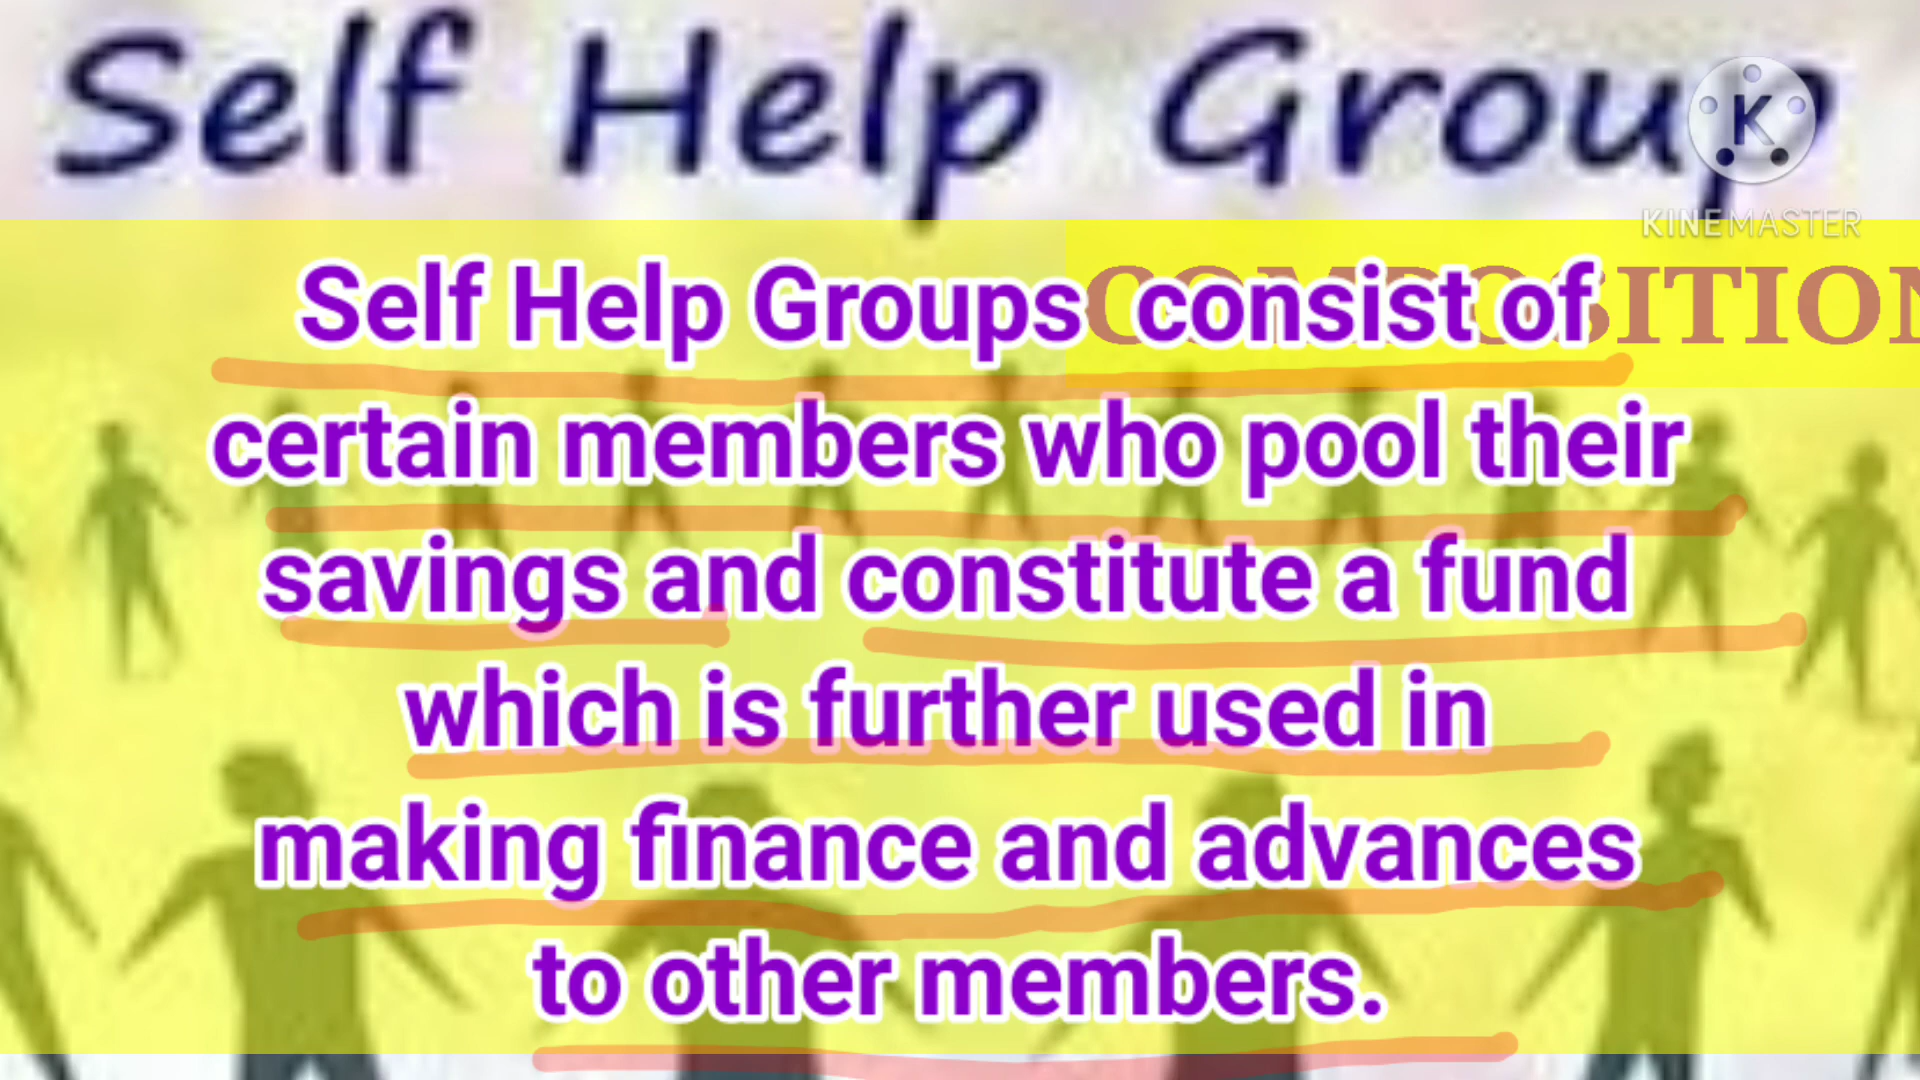 Self Help Group
K
KINEMASTER
COMPOSITION
Self Help Groups consist of
certain members who pool their
savings and constitute a fund
which is further used in
making finance and advances
to other members.